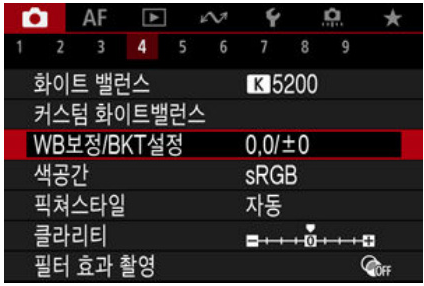 AF
1 2 3 4 5 6 7 8 9
화이트 밸런스 K 5200
커스텀 화이트밸런스
WB보정/BKT설정 0,0/±0
색공간 sRGB
픽쳐스타일 자동
클라리티 0
필터 효과 촬영 OFF